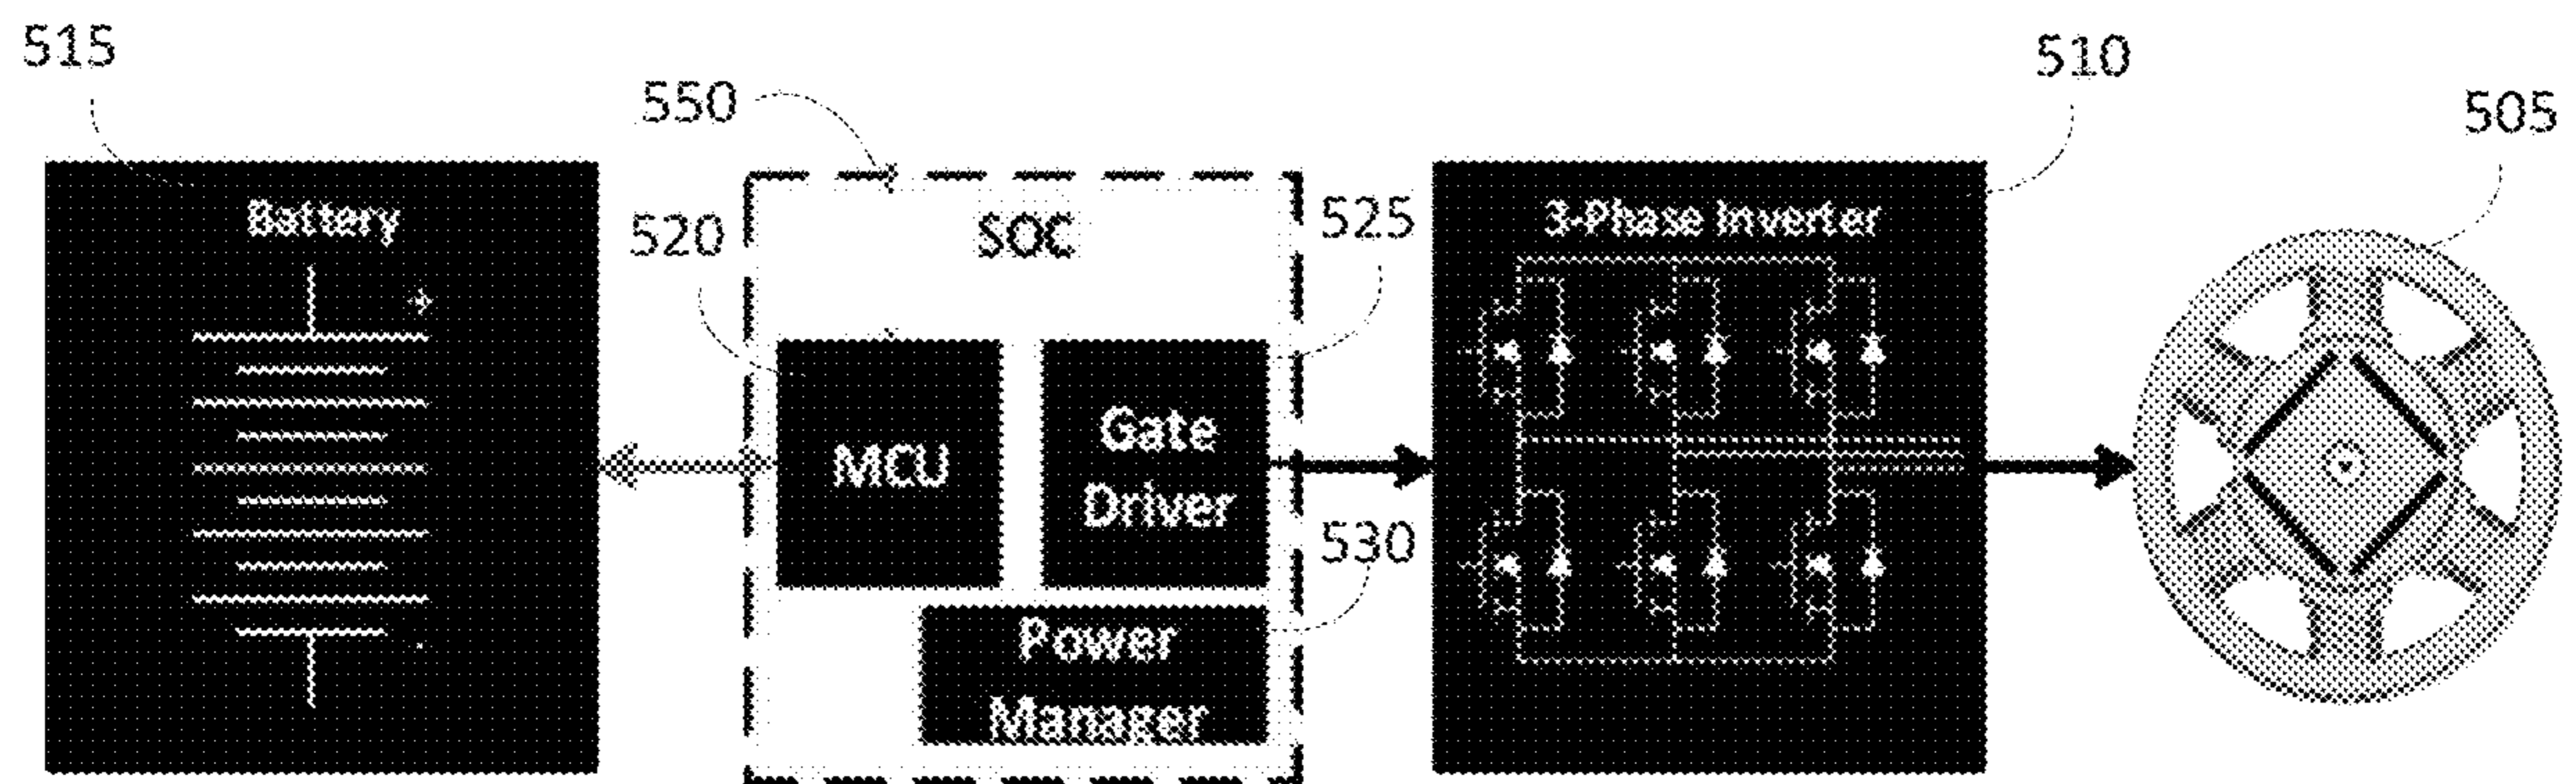 515
550
510
505
Battery
520
SOC
525
3-Phase Inverter
MCU
Gate
Driver
530
Power
Manager